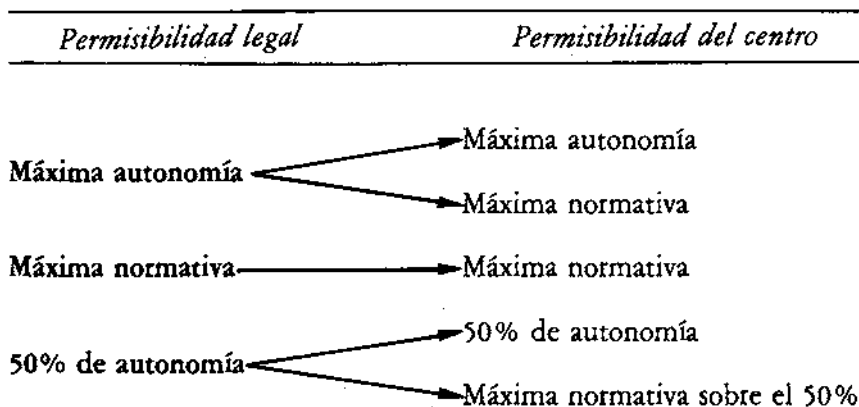 Permisibilidad legal Permisibilidad del centro
Máxima autonomía
Máxima autonomía
Máxima normativa
Máxima normativa Máxima normativa
50% de autonomía
50% de autonomía
Máxima normativa sobre el 50%